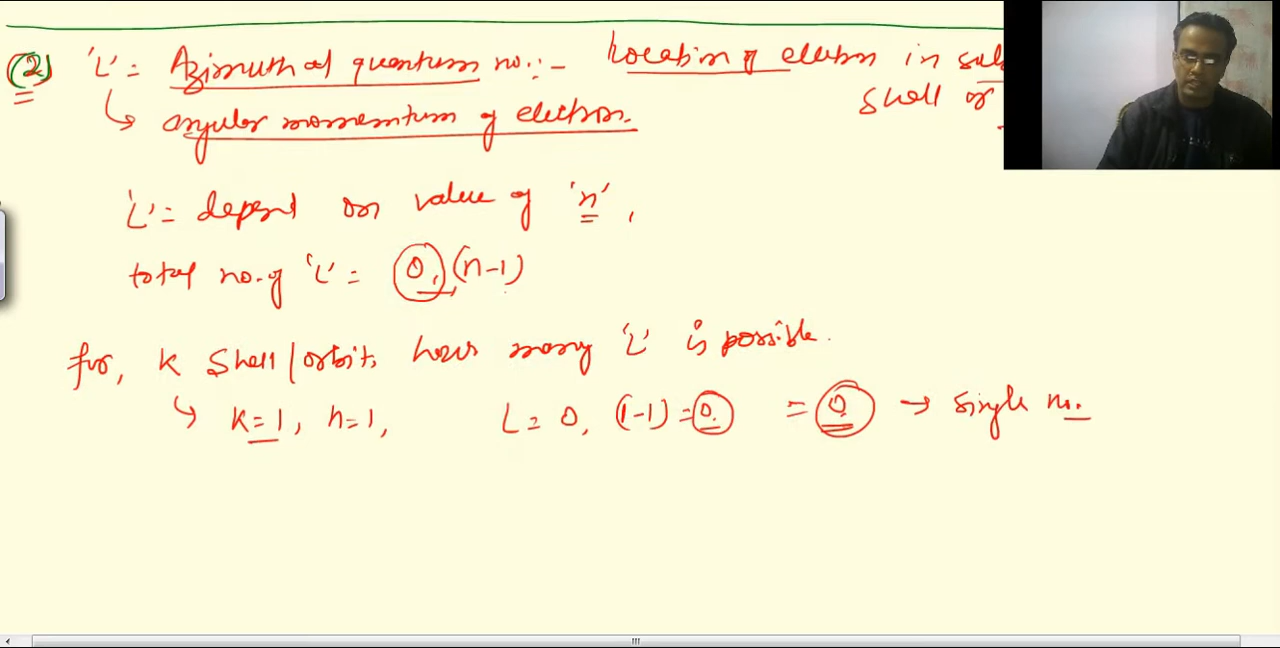 (2) 'L' = Azimuthal quantum no.:- Location of electron in sub
shell or
↳ angular momentum of electron.
'L' = depend on value of 'n',
total no. of 'L' = 0, (n-1)
for, K Shell/orbit, how many 'L' is possible.
↳ K=1, n=1, L = 0, (1-1) = 0. = 0. → single no.